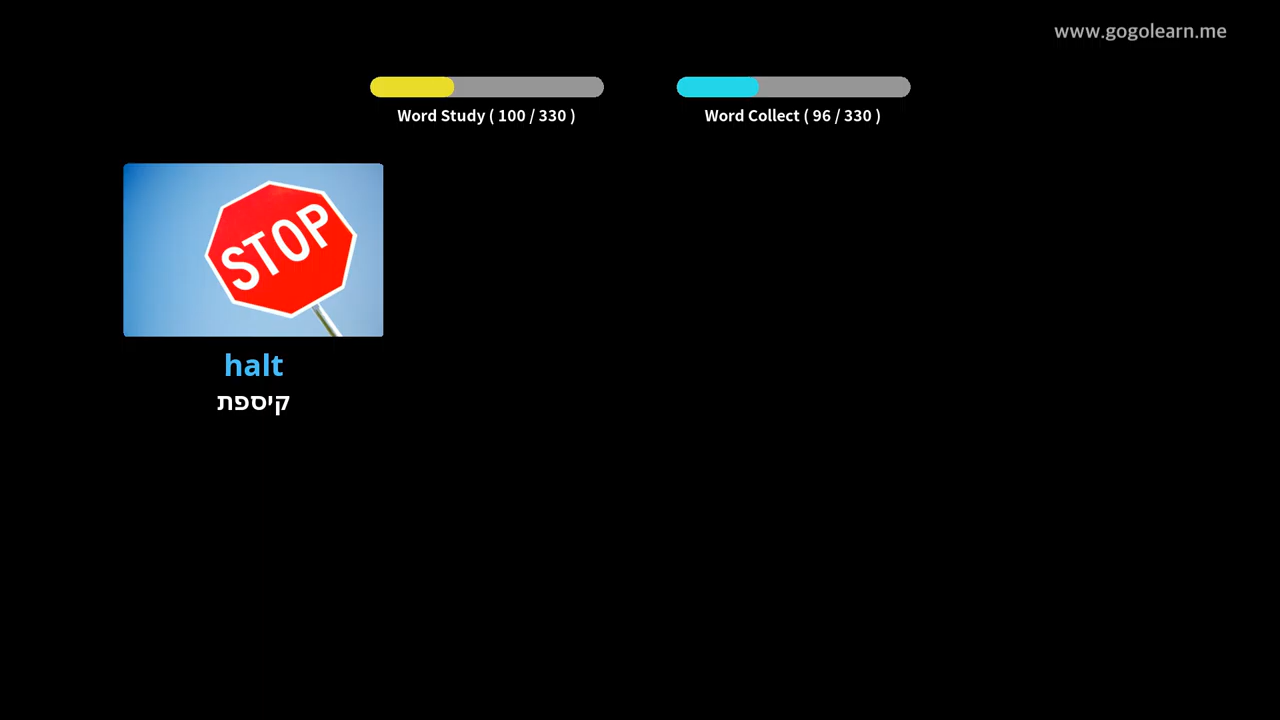 www.gogolearn.me
Word Study ( 100 / 330 )
Word Collect ( 96 / 330 )
STOP
halt
קיספת